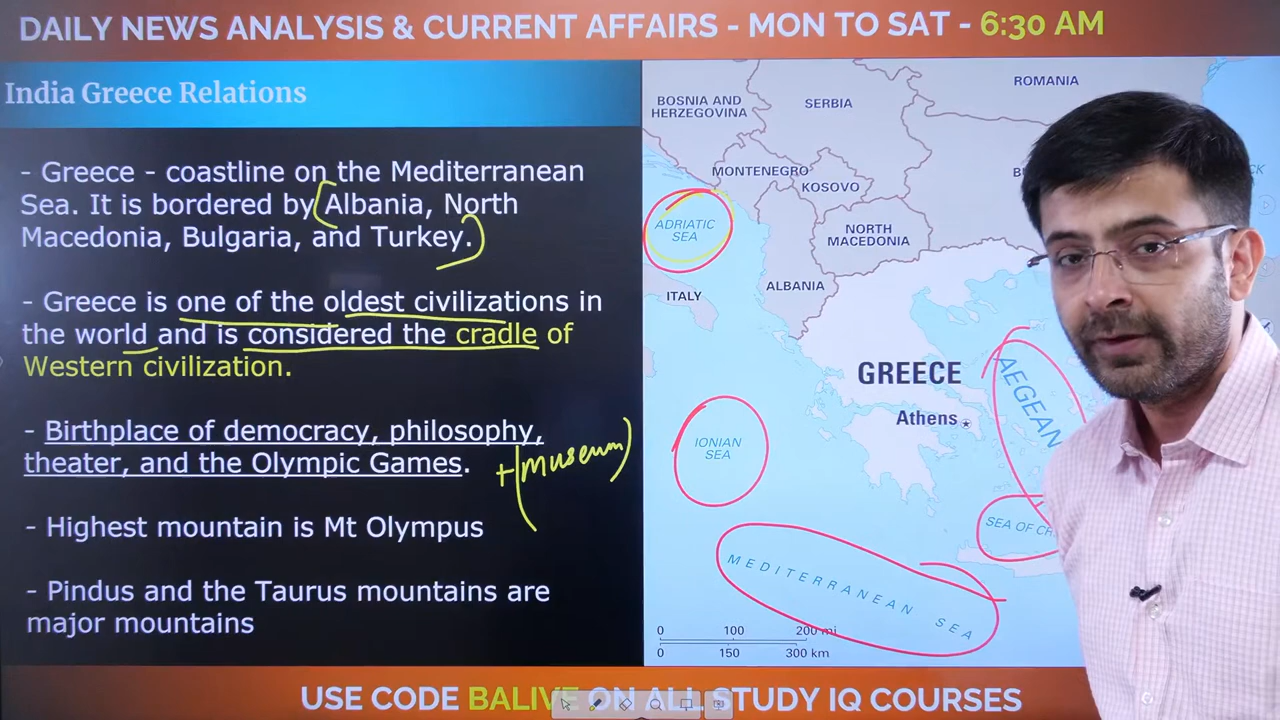 DAILY NEWS ANALYSIS & CURRENT AFFAIRS - MON TO SAT - 6:30 AM
India Greece Relations
- Greece - coastline on the Mediterranean
Sea. It is bordered by (Albania, North
Macedonia, Bulgaria, and Turkey.)
- Greece is one of the oldest civilizations in
the world and is considered the cradle of
Western civilization.
- Birthplace of democracy, philosophy,
theater, and the Olympic Games.
+(museum)
- Highest mountain is Mt Olympus
- Pindus and the Taurus mountains are
major mountains
ROMANIA
BOSNIA AND
HERZEGOVINA
SERBIA
MONTENEGRO
KOSOVO
ADRIATIC
SEA
NORTH
MACEDONIA
ITALY
ALBANIA
GREECE
Athens
AEGEAN
IONIAN
SEA
SEA OF
MEDITERRANEAN SEA
0 100 200 mi
0 150 300 km
USE CODE BALIVE ON ALL STUDY IQ COURSES